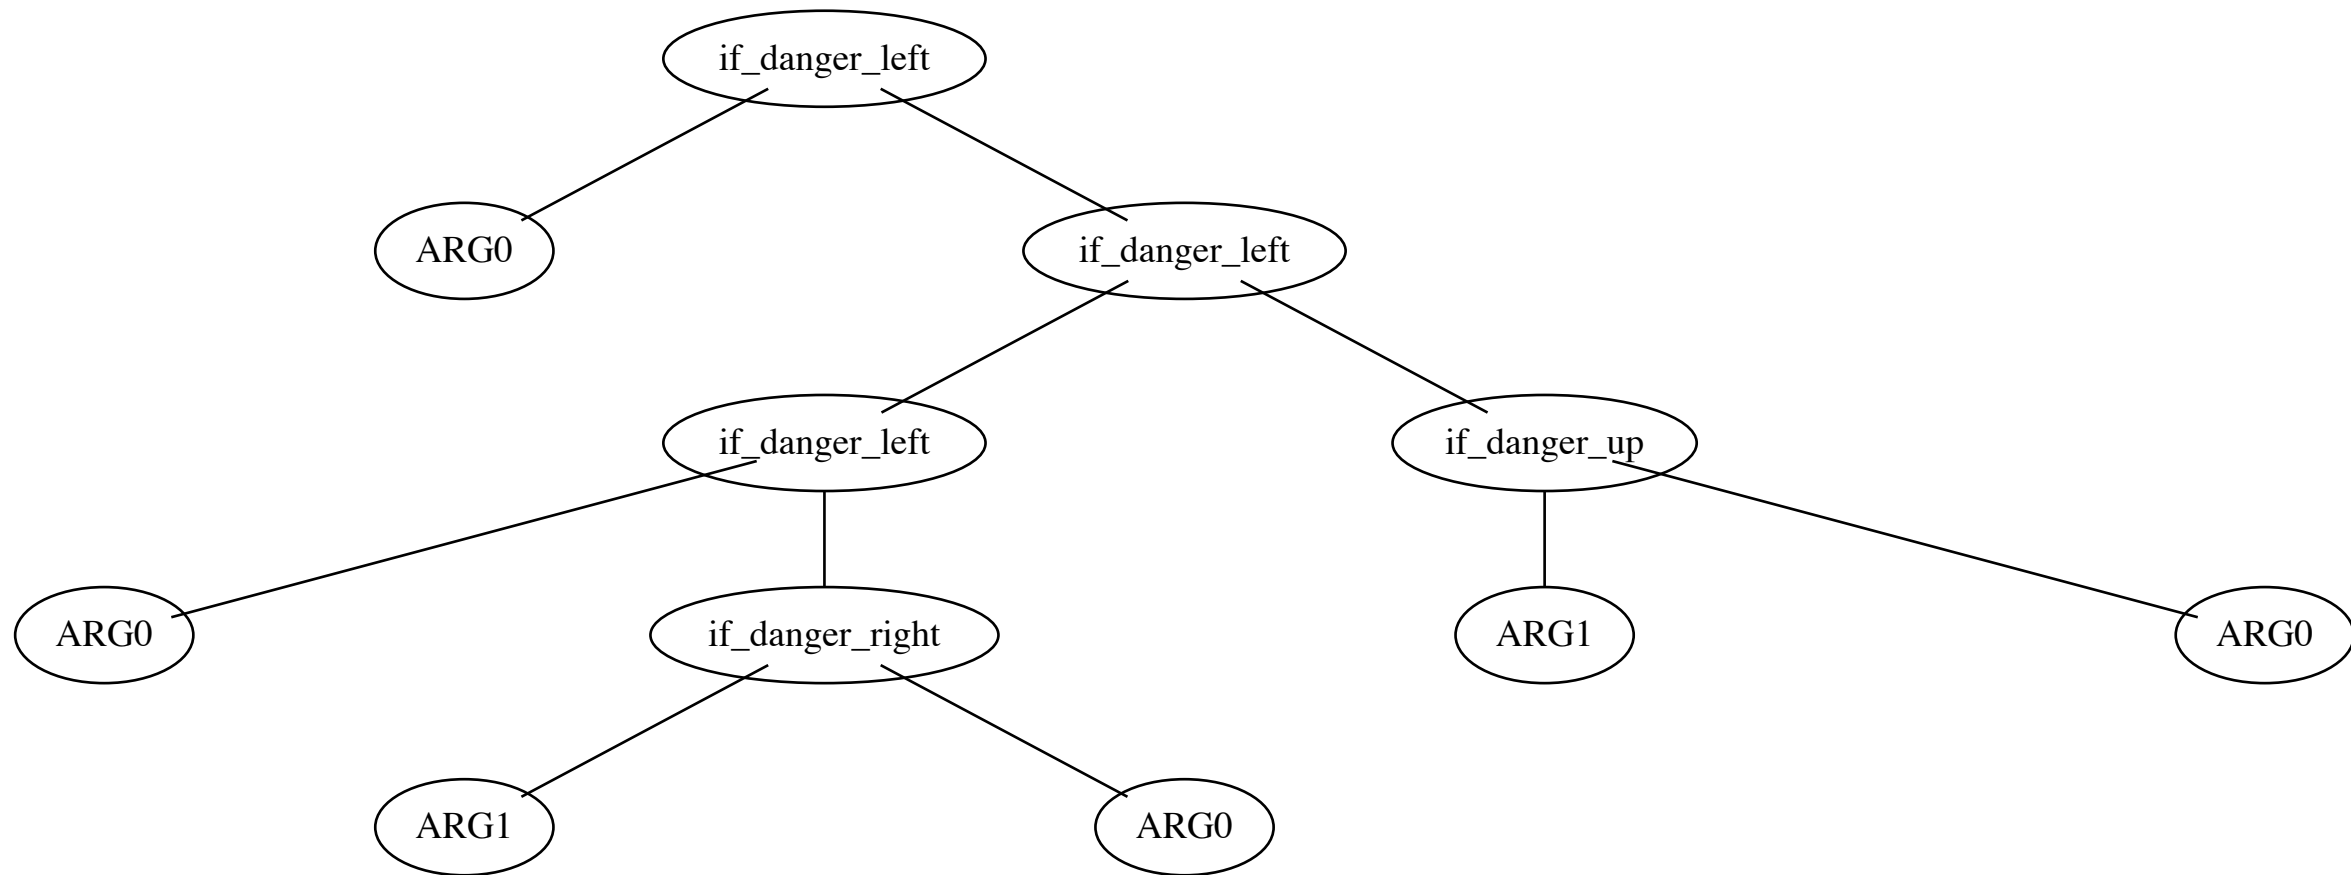 if_danger_left
ARG0
if_danger_left
if_danger_left
if_danger_up
ARG0
if_danger_right
ARG1
ARG0
ARG1
ARG0